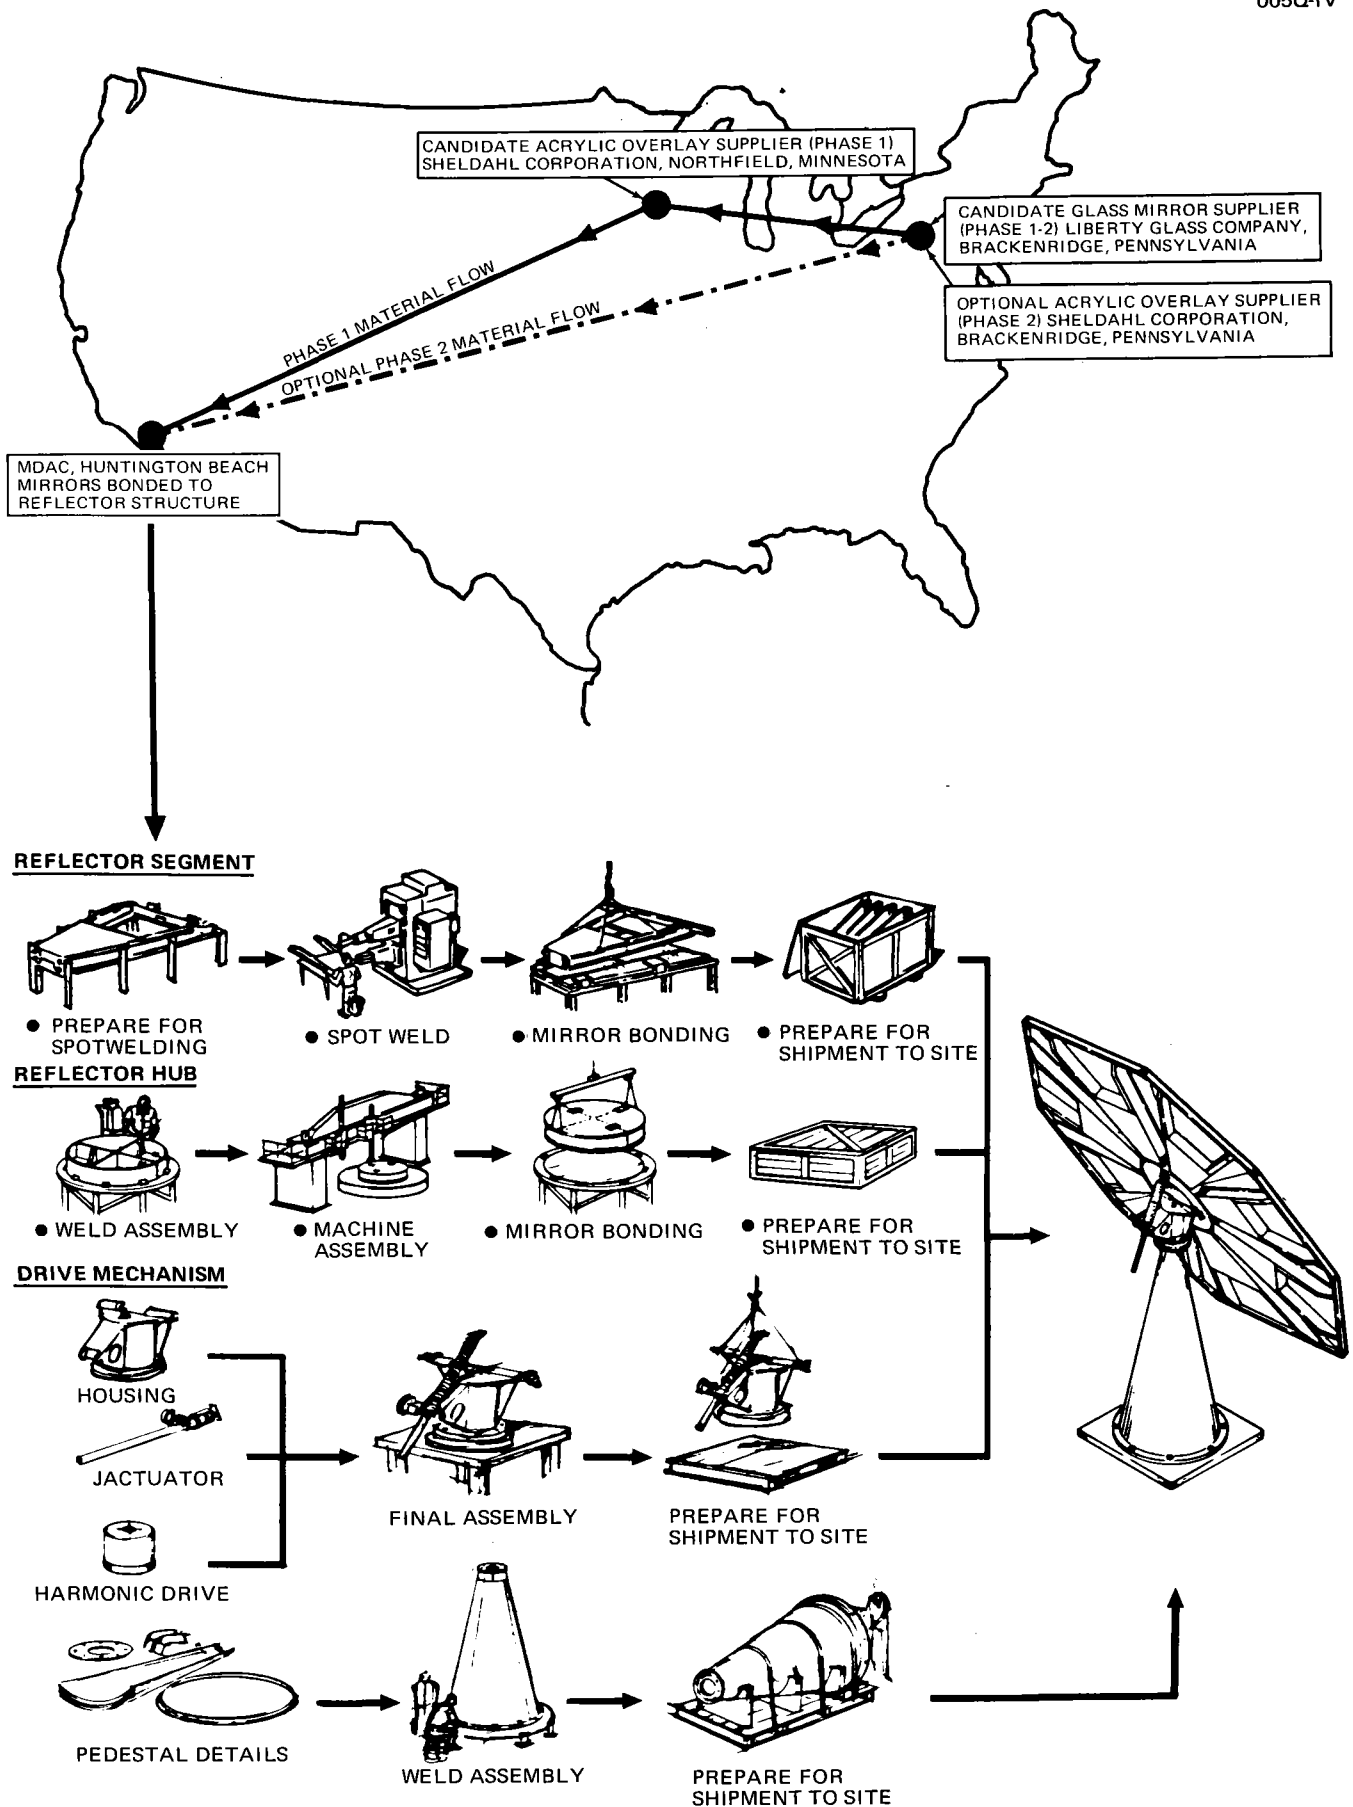 CANDIDATE ACRYLIC OVERLAY SUPPLIER (PHASE 1)
SHELDAHL CORPORATION, NORTHFIELD, MINNESOTA
CANDIDATE GLASS MIRROR SUPPLIER
(PHASE 1-2) LIBERTY GLASS COMPANY,
BRACKENRIDGE, PENNSYLVANIA
OPTIONAL ACRYLIC OVERLAY SUPPLIER
(PHASE 2) SHELDAHL CORPORATION,
BRACKENRIDGE, PENNSYLVANIA
PHASE 1 MATERIAL FLOW
OPTIONAL PHASE 2 MATERIAL FLOW
MDAC, HUNTINGTON BEACH
MIRRORS BONDED TO
REFLECTOR STRUCTURE
REFLECTOR SEGMENT
● PREPARE FOR
SPOTWELDING
● SPOT WELD
● MIRROR BONDING
● PREPARE FOR
SHIPMENT TO SITE
REFLECTOR HUB
● WELD ASSEMBLY
● MACHINE
ASSEMBLY
● MIRROR BONDING
● PREPARE FOR
SHIPMENT TO SITE
DRIVE MECHANISM
HOUSING
JACTUATOR
HARMONIC DRIVE
FINAL ASSEMBLY
PREPARE FOR
SHIPMENT TO SITE
PEDESTAL DETAILS
WELD ASSEMBLY
PREPARE FOR
SHIPMENT TO SITE